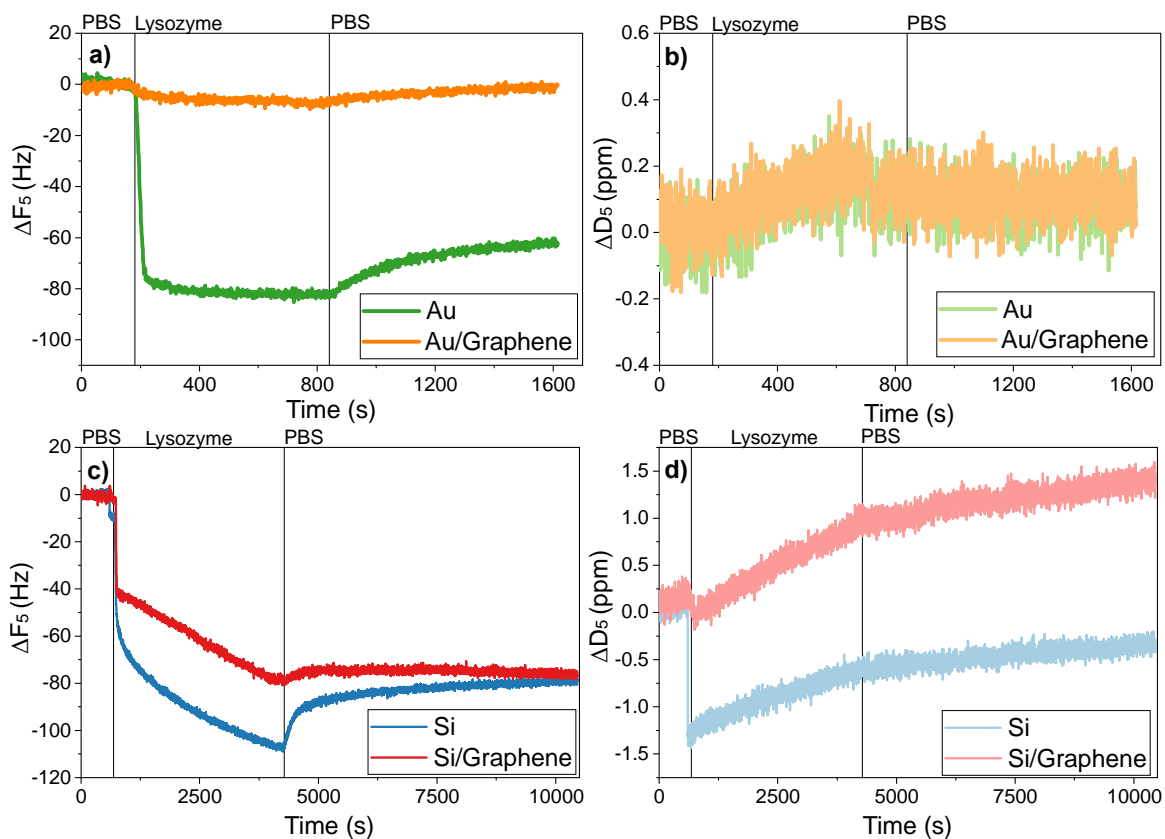 PBS Lysozyme PBS
a)
ΔF₅ (Hz)
20
0
-20
-40
-60
-80
-100
Au
Au/Graphene
0 400 800 1200 1600
Time (s)
PBS Lysozyme PBS
b)
ΔD₅ (ppm)
0.6
0.4
0.2
0.0
-0.2
-0.4
Au
Au/Graphene
0 400 800 1200 1600
Time (s)
PBS Lysozyme PBS
c)
ΔF₅ (Hz)
20
0
-20
-40
-60
-80
-100
-120
Si
Si/Graphene
0 2500 5000 7500 10000
Time (s)
PBS Lysozyme PBS
d)
ΔD₅ (ppm)
1.5
1.0
0.5
0.0
-0.5
-1.0
-1.5
Si
Si/Graphene
0 2500 5000 7500 10000
Time (s)